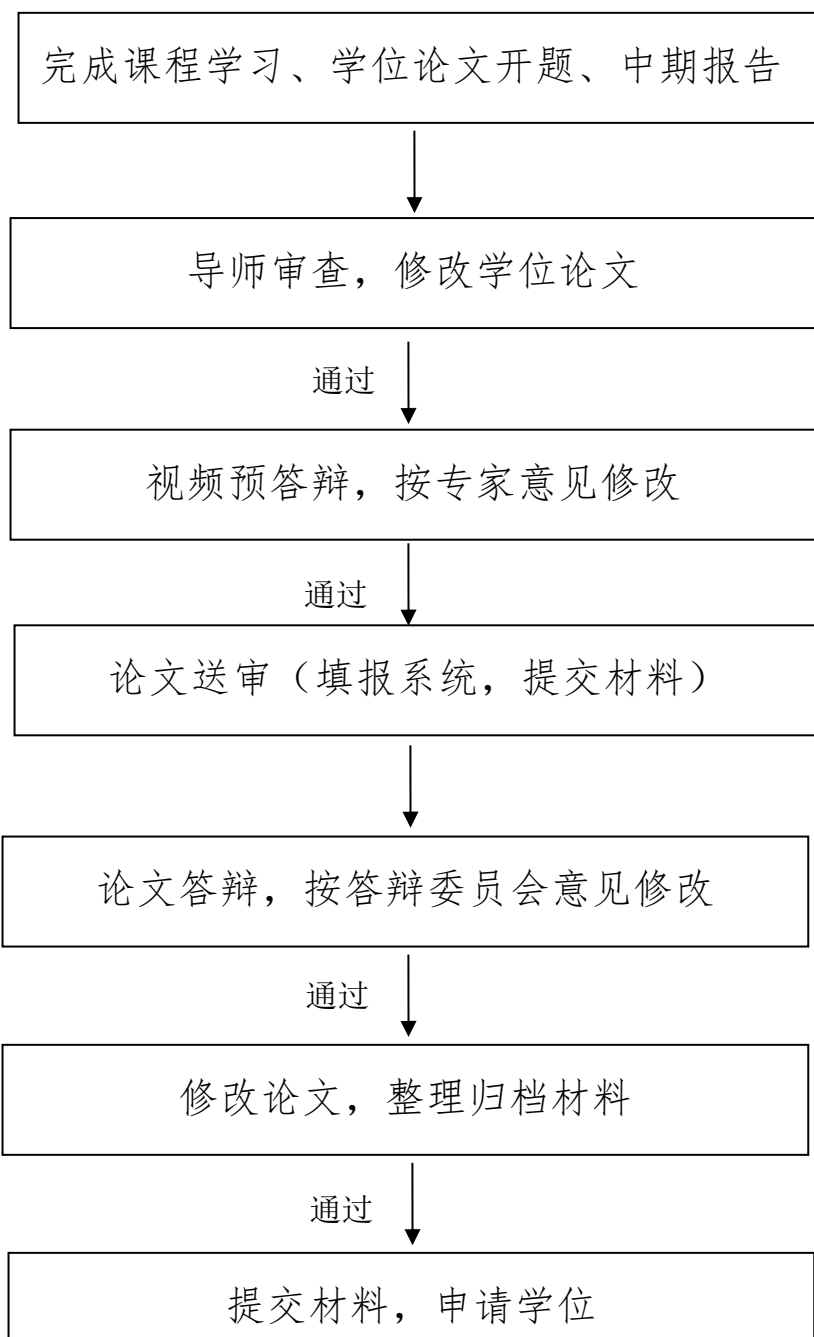 完成课程学习、学位论文开题、中期报告
导师审查，修改学位论文
通过
视频预答辩，按专家意见修改
通过
论文送审（填报系统，提交材料）
论文答辩，按答辩委员会意见修改
通过
修改论文，整理归档材料
通过
提交材料，申请学位